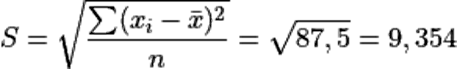 S = √(∑(xᵢ − x̄)² / n) = √87,5 = 9,354